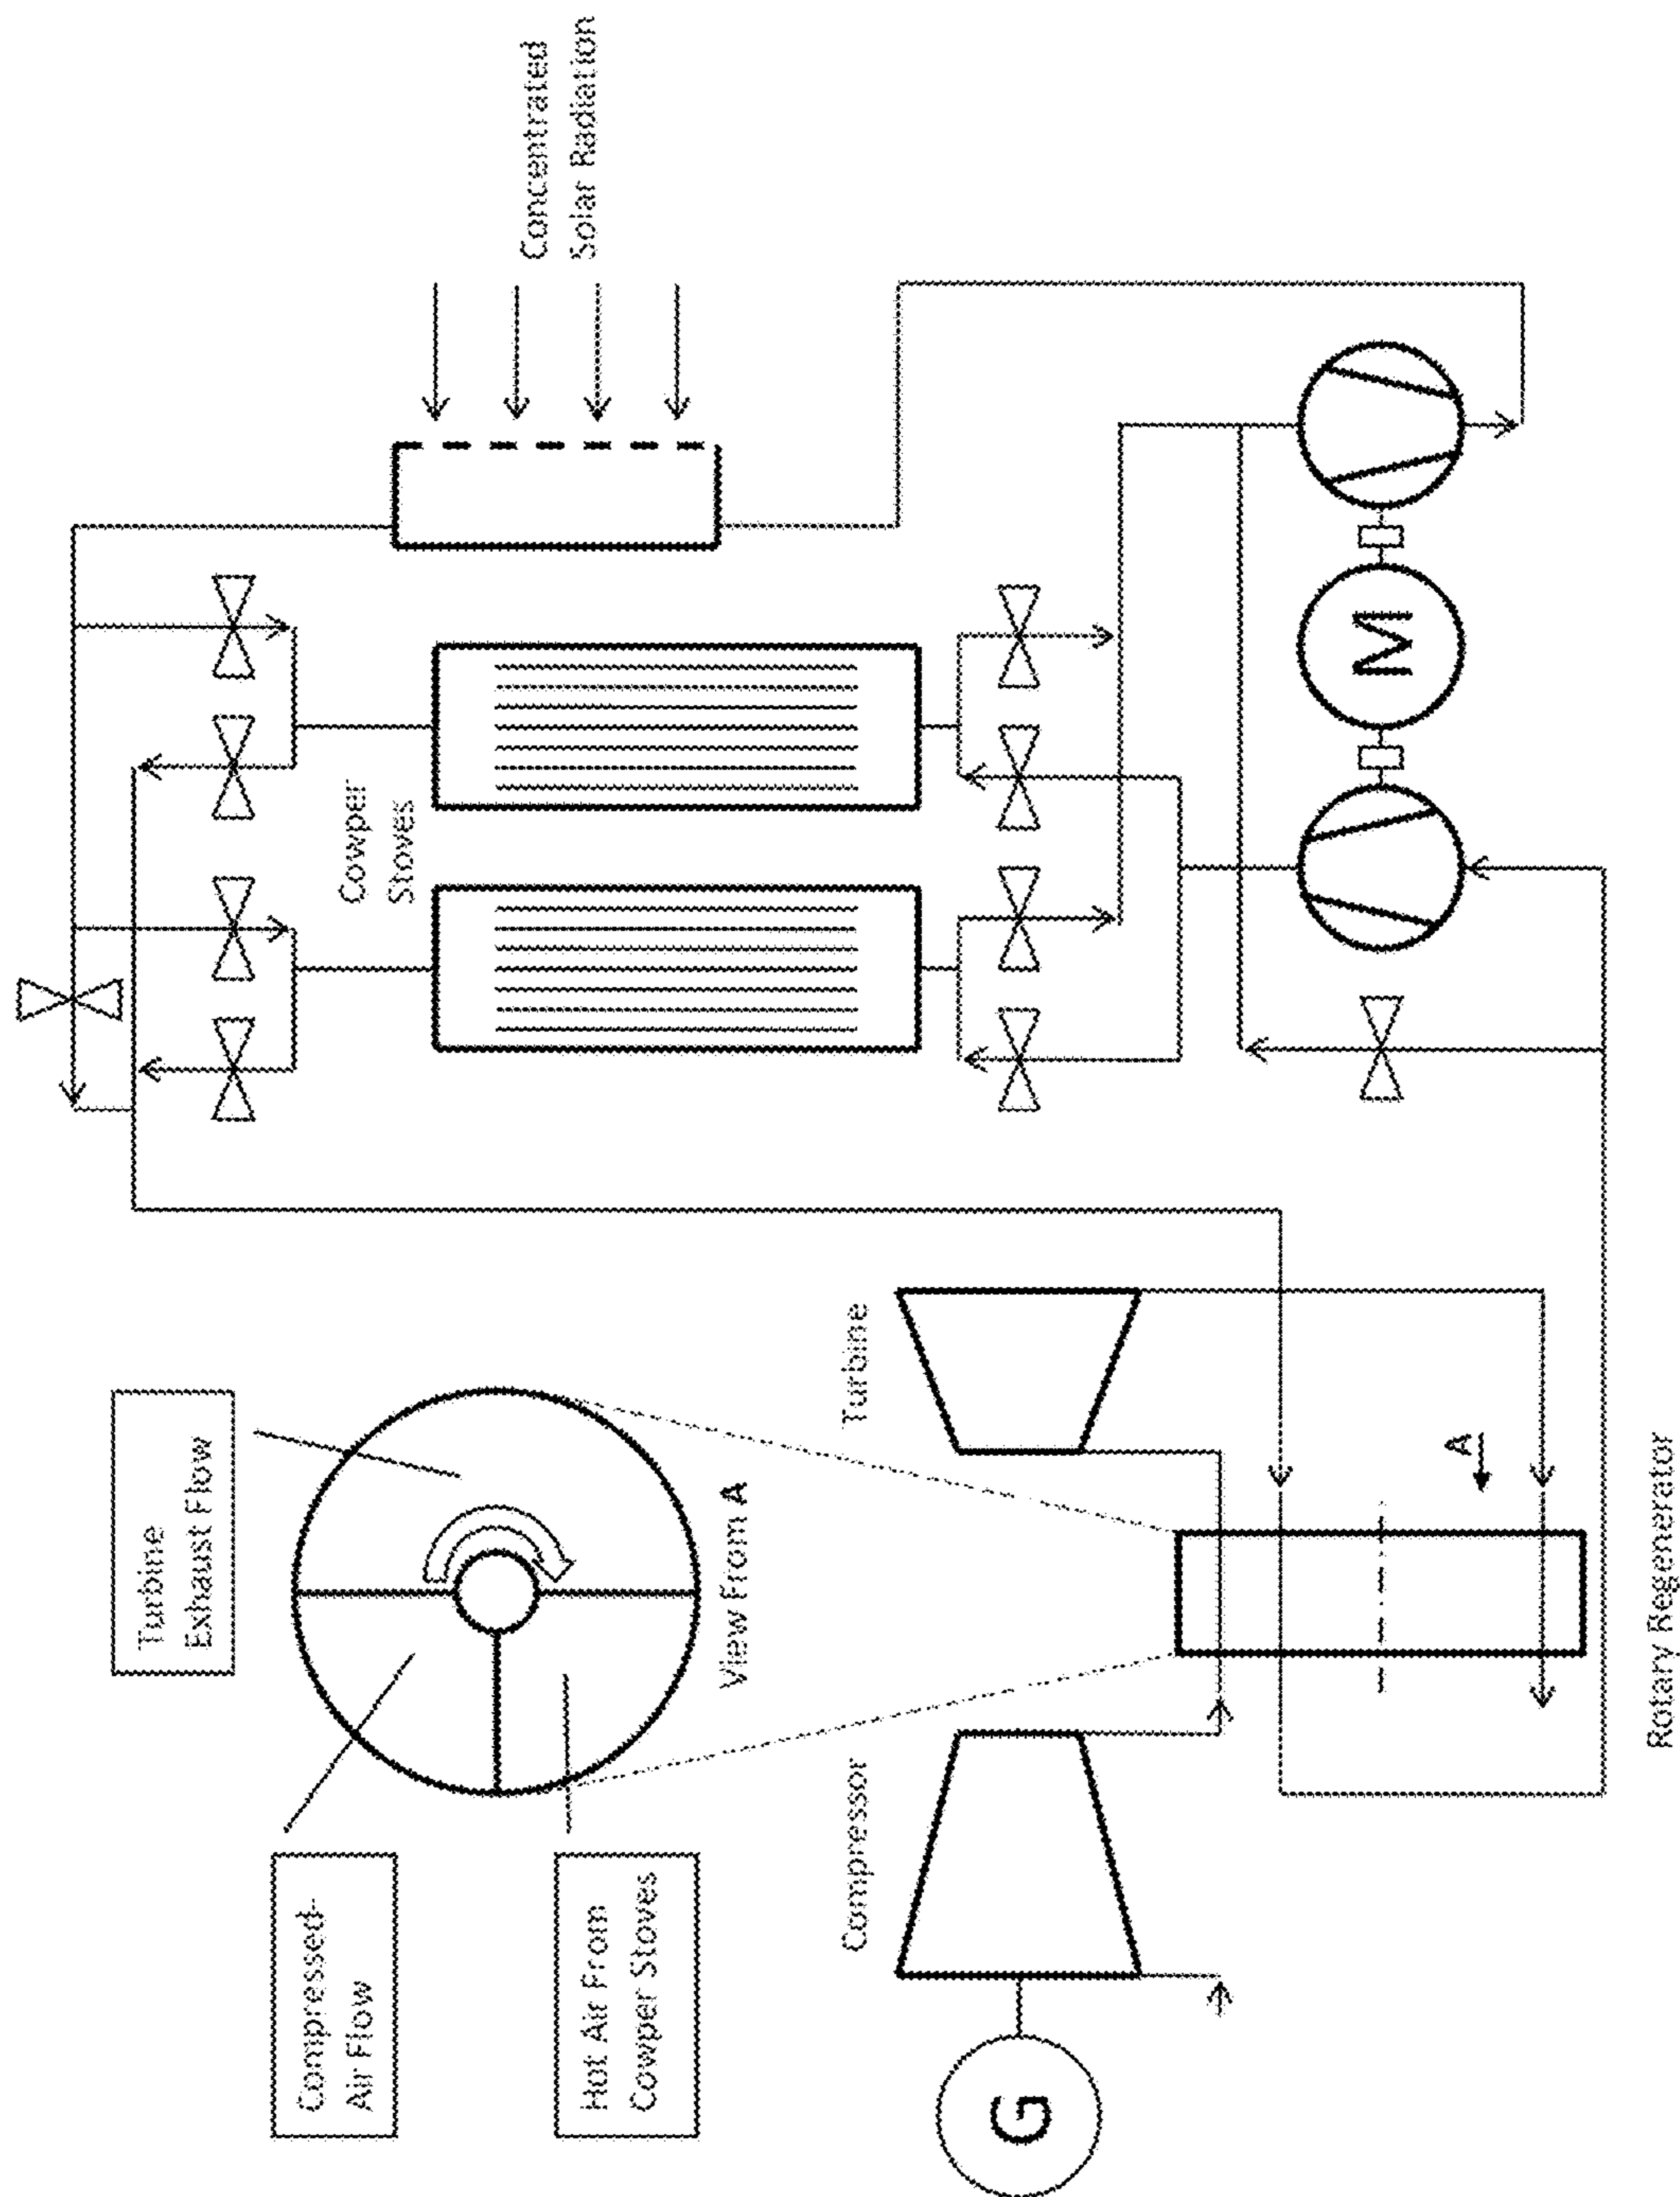 Compressed-
Air Flow
Turbine
Exhaust Flow
Hot Air From
Cowper Stoves
View From A
Cowper
Stoves
Concentrated
Solar Radiation
G
Compressor
Turbine
A
Rotary Regenerator
M